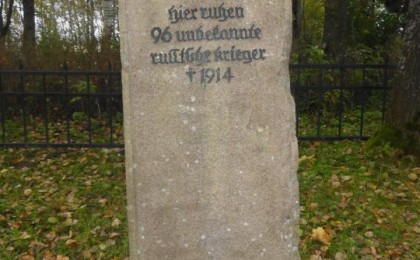 hier ruhen
96 unbekannte
russische krieger
† 1914